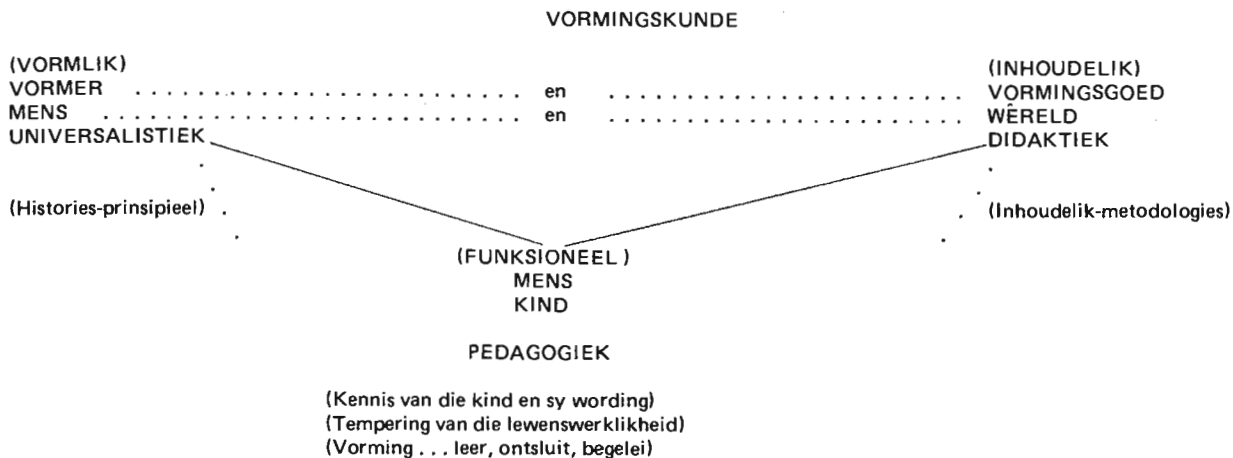 VORMINGSKUNDE
(VORMLIK) (INHOUDELIK)
VORMER . . . . . . . . . . . . . . . . . . . . . . . . . . . en . . . . . . . . . . . . . . . . . . . . . . . . . VORMINGSGOED
MENS . . . . . . . . . . . . . . . . . . . . . . . . . . . . . en . . . . . . . . . . . . . . . . . . . . . . . . . WÊRELD
UNIVERSALISTIEK DIDAKTIEK
(Histories-prinsipieel) (Inhoudelik-metodologies)
(FUNKSIONEEL )
MENS
KIND
PEDAGOGIEK
(Kennis van die kind en sy wording)
(Tempering van die lewenswerklikheid)
(Vorming . . . leer, ontsluit, begelei)